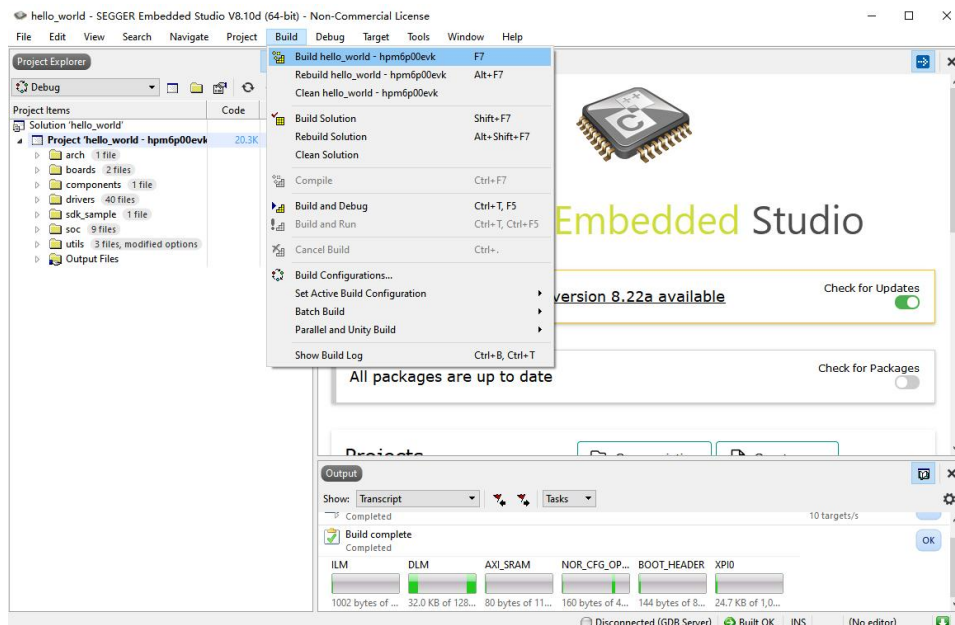 hello_world - SEGGER Embedded Studio V8.10d (64-bit) - Non-Commercial License
File Edit View Search Navigate Project Build Debug Target Tools Window Help
Project Explorer
Debug
Project Items Code
Solution 'hello_world'
Project 'hello_world - hpm6p00evk 20.3K
arch 1 file
boards 2 files
components 1 file
drivers 40 files
sdk_sample 1 file
soc 9 files
utils 3 files, modified options
Output Files
Build hello_world - hpm6p00evk F7
Rebuild hello_world - hpm6p00evk Alt+F7
Clean hello_world - hpm6p00evk
Build Solution Shift+F7
Rebuild Solution Alt+Shift+F7
Clean Solution
Compile Ctrl+F7
Build and Debug Ctrl+T, F5
Build and Run Ctrl+T, Ctrl+F5
Cancel Build Ctrl+.
Build Configurations...
Set Active Build Configuration
Batch Build
Parallel and Unity Build
Show Build Log Ctrl+B, Ctrl+T
C
Embedded Studio
version 8.22a available
Check for Updates
All packages are up to date
Check for Packages
Projects
Output
Show: Transcript Tasks
Completed 10 targets/s
Build complete
Completed
OK
ILM DLM AXI_SRAM NOR_CFG_OP... BOOT_HEADER XPI0
1002 bytes of ... 32.0 KB of 128... 80 bytes of 11... 160 bytes of 4... 144 bytes of 8... 24.7 KB of 1,0...
Disconnected (GDB Server) Built OK INS (No editor)